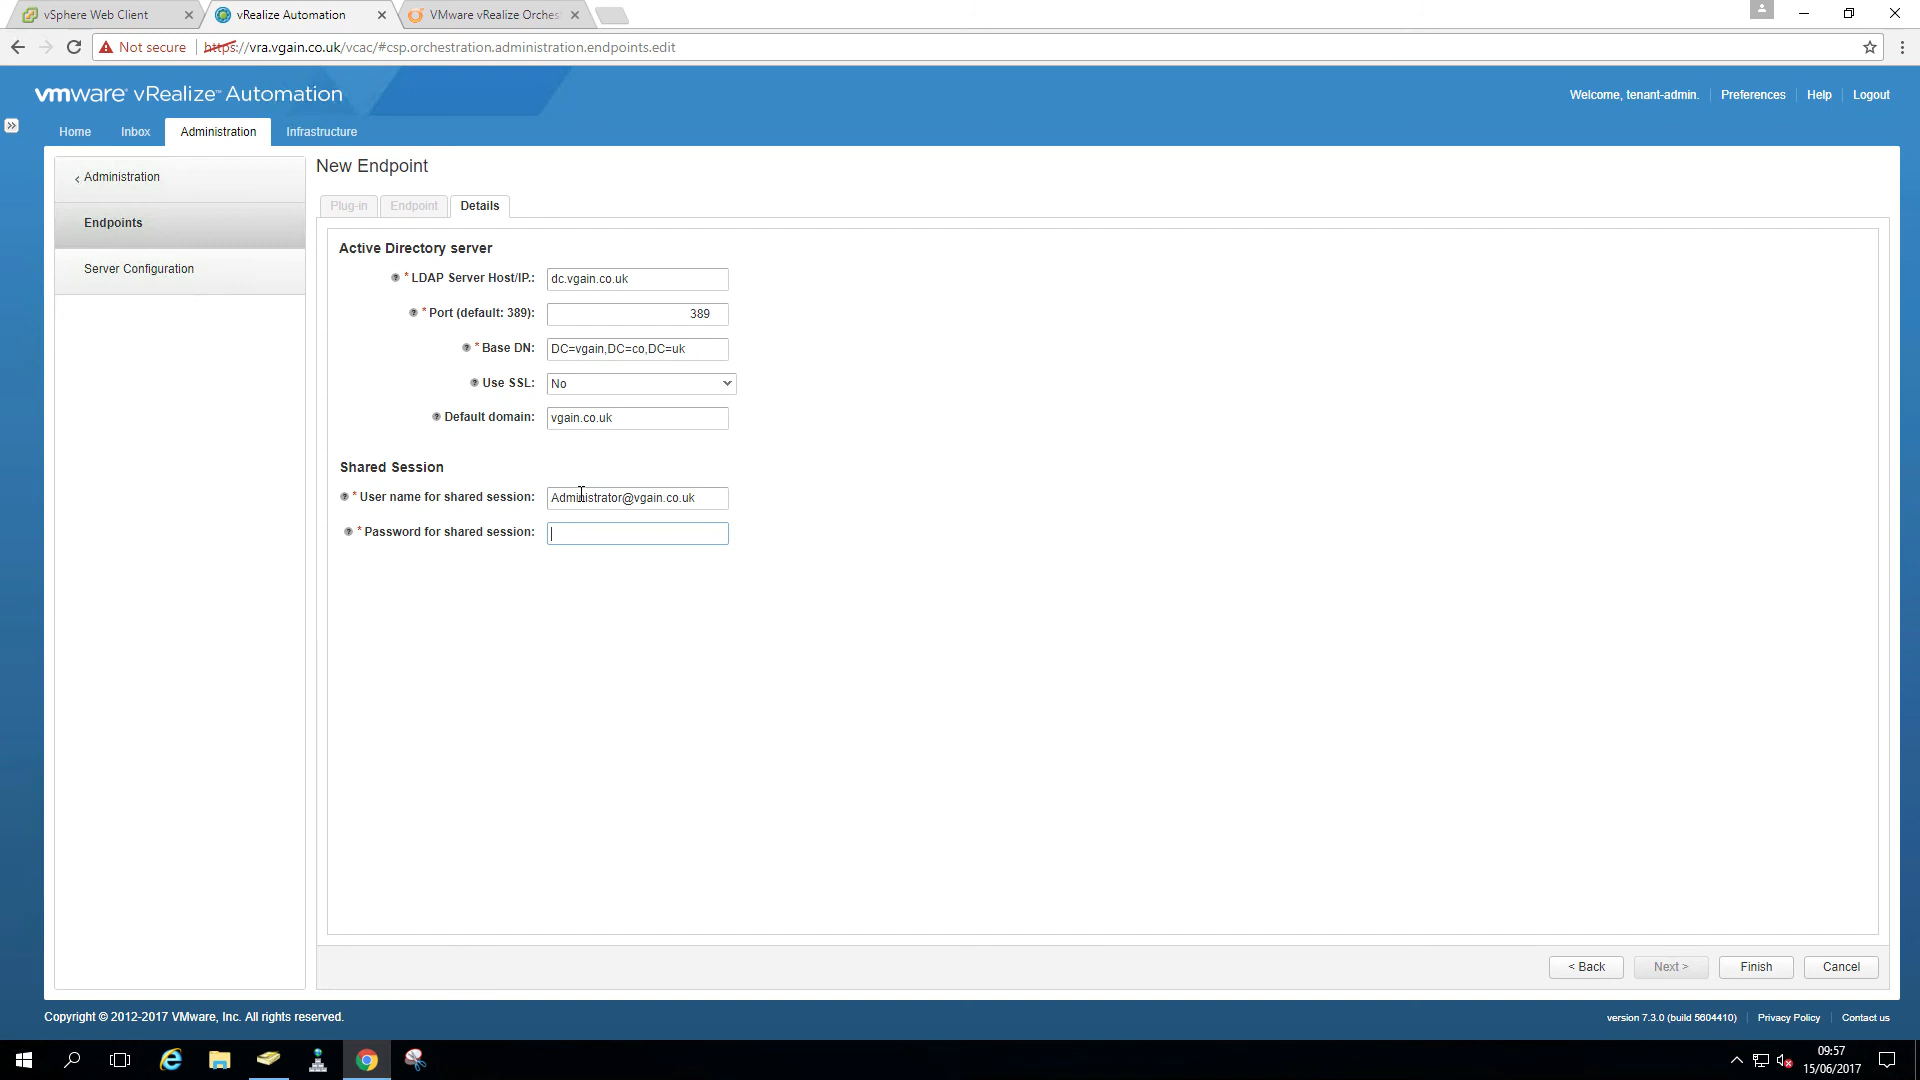 vSphere Web Client
vRealize Automation
VMware vRealize Orches
Not secure
https://vra.vgain.co.uk/vcac/#csp.orchestration.administration.endpoints.edit
vmware vRealize™ Automation
Welcome, tenant-admin.
Preferences
Help
Logout
Home
Inbox
Administration
Infrastructure
Administration
Endpoints
Server Configuration
New Endpoint
Plug-in
Endpoint
Details
Active Directory server
* LDAP Server Host/IP.: dc.vgain.co.uk
* Port (default: 389): 389
* Base DN: DC=vgain,DC=co,DC=uk
Use SSL: No
Default domain: vgain.co.uk
Shared Session
* User name for shared session: Administrator@vgain.co.uk
* Password for shared session:
< Back
Next >
Finish
Cancel
Copyright © 2012-2017 VMware, Inc. All rights reserved.
version 7.3.0 (build 5604410)
Privacy Policy
Contact us
09:57
15/06/2017